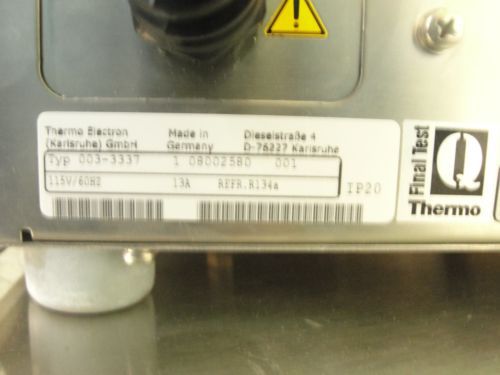 Thermo Electron Made in Dieselstraße 4
(Karlsruhe) GmbH Germany D-76227 Karlsruhe
Typ 003-3337 1 08002580 001
115V/60HZ 13A REFR.R134a IP20
Final Test
Q
Thermo